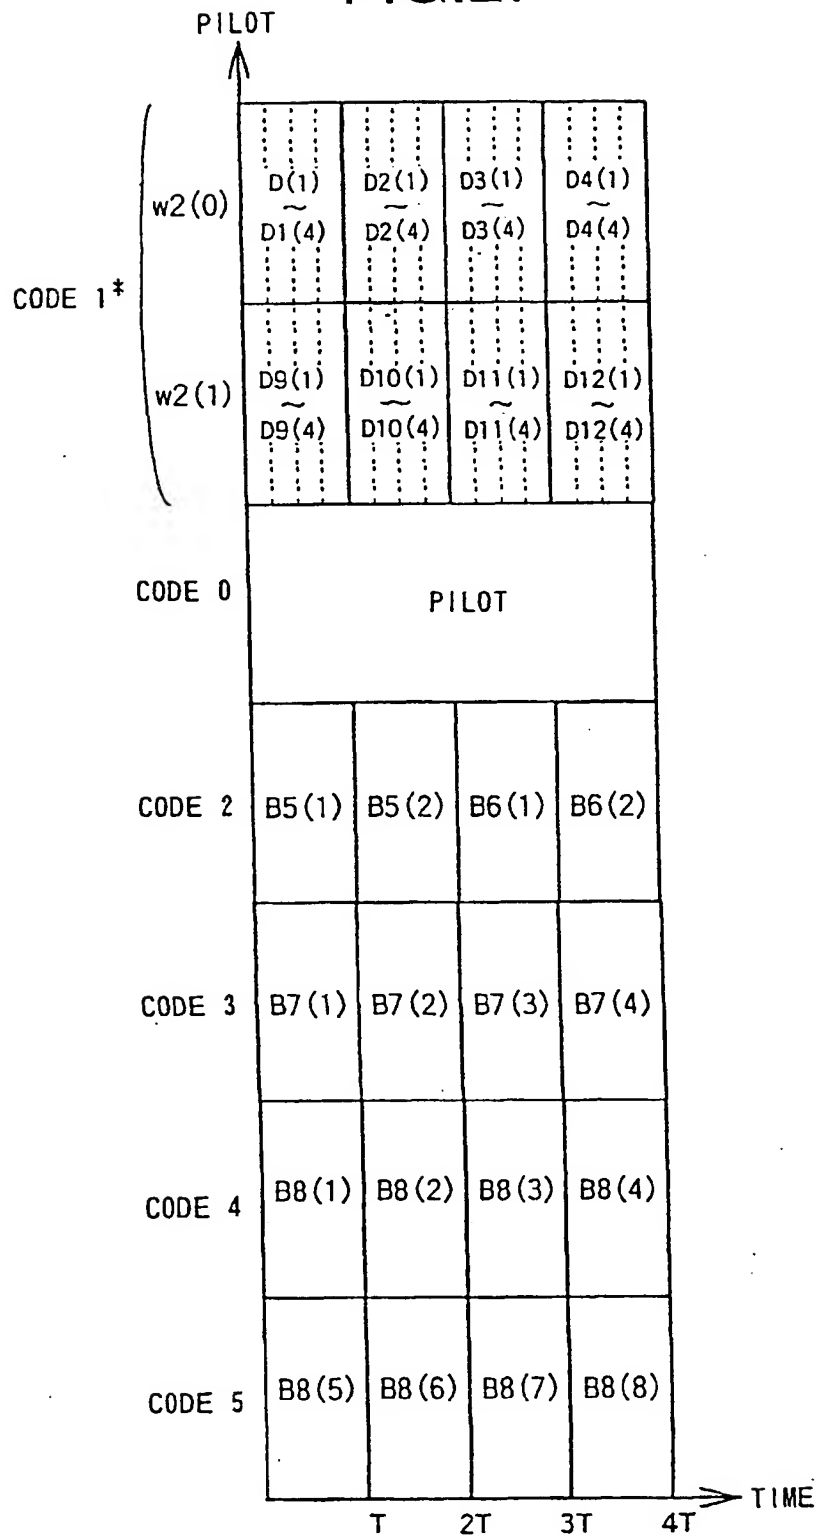 PILOT
w2(0)
D(1) ~ D1(4)
D2(1) ~ D2(4)
D3(1) ~ D3(4)
D4(1) ~ D4(4)
CODE 1*
w2(1)
D9(1) ~ D9(4)
D10(1) ~ D10(4)
D11(1) ~ D11(4)
D12(1) ~ D12(4)
CODE 0 PILOT
CODE 2 B5(1) B5(2) B6(1) B6(2)
CODE 3 B7(1) B7(2) B7(3) B7(4)
CODE 4 B8(1) B8(2) B8(3) B8(4)
CODE 5 B8(5) B8(6) B8(7) B8(8)
TIME
T 2T 3T 4T